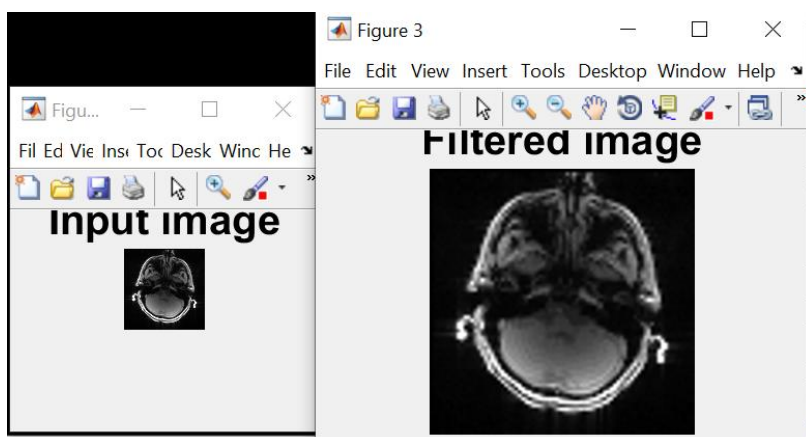 Figu...
Fil Ed Vie Inse Toc Desk Winc He
Input image
Figure 3
File Edit View Insert Tools Desktop Window Help
Filtered image